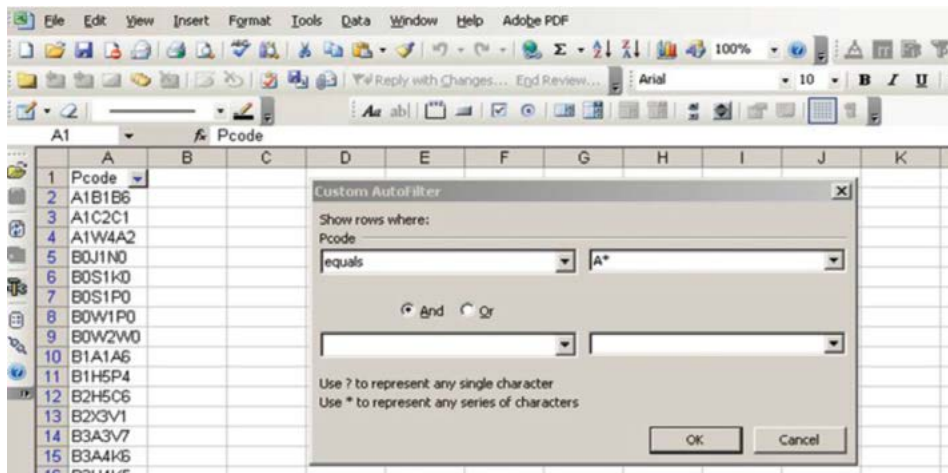 File Edit View Insert Format Tools Data Window Help Adobe PDF
100%
Reply with Changes... End Review... Arial 10 B I U
Aa ab|
A1 fx Pcode
A B C D E F G H I J K
1 Pcode
2 A1B1B6
3 A1C2C1
4 A1W4A2
5 B0J1N0
6 B0S1K0
7 B0S1P0
8 B0W1P0
9 B0W2W0
10 B1A1A6
11 B1H5P4
12 B2H5C6
13 B2X3V1
14 B3A3V7
15 B3A4K6
Custom AutoFilter
Show rows where:
Pcode
equals A*
And Or
Use ? to represent any single character
Use * to represent any series of characters
OK Cancel